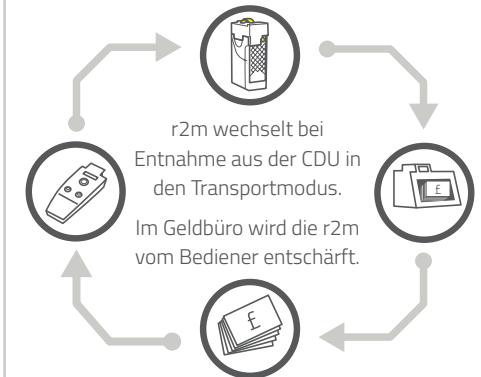 r2m wechselt bei
Entnahme aus der CDU in
den Transportmodus.
£
Im Geldbüro wird die r2m
vom Bediener entschärft.
£